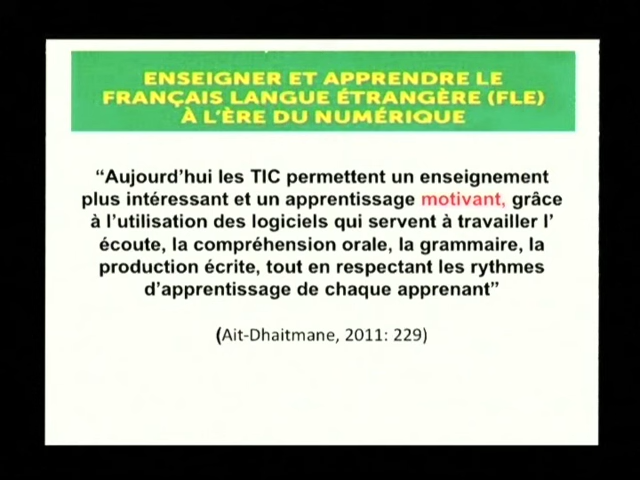 ENSEIGNER ET APPRENDRE LE
FRANÇAIS LANGUE ÉTRANGÈRE (FLE)
À L'ÈRE DU NUMÉRIQUE
“Aujourd’hui les TIC permettent un enseignement
plus intéressant et un apprentissage motivant, grâce
à l’utilisation des logiciels qui servent à travailler l’
écoute, la compréhension orale, la grammaire, la
production écrite, tout en respectant les rythmes
d’apprentissage de chaque apprenant”
(Ait-Dhaitmane, 2011: 229)